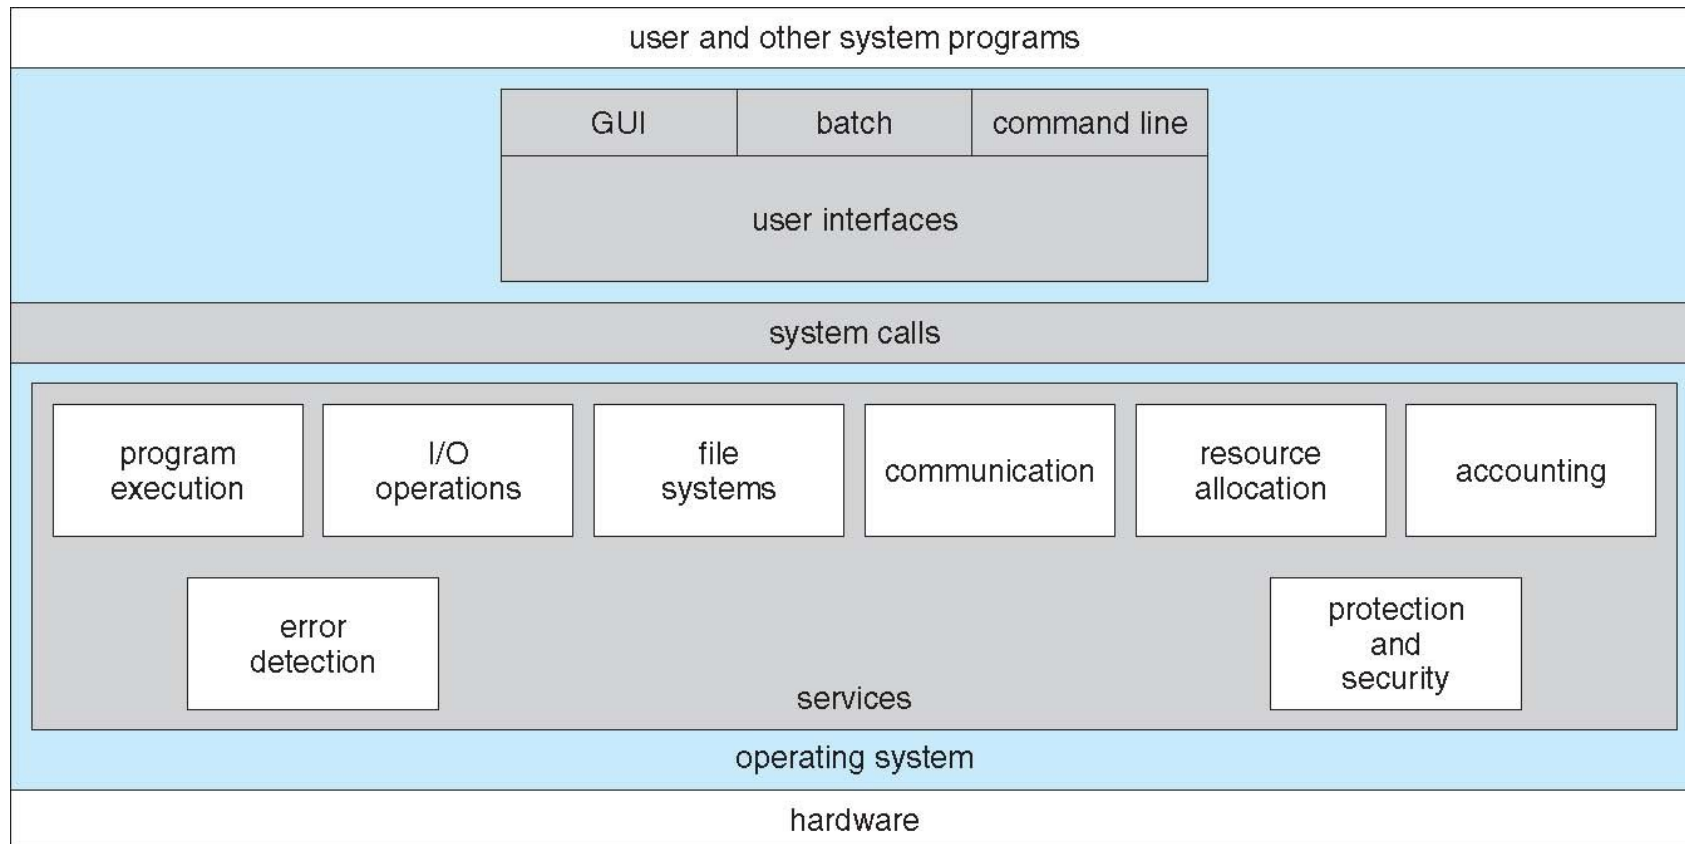 user and other system programs
GUI
batch
command line
user interfaces
system calls
program
execution
I/O
operations
file
systems
communication
resource
allocation
accounting
error
detection
protection
and
security
services
operating system
hardware